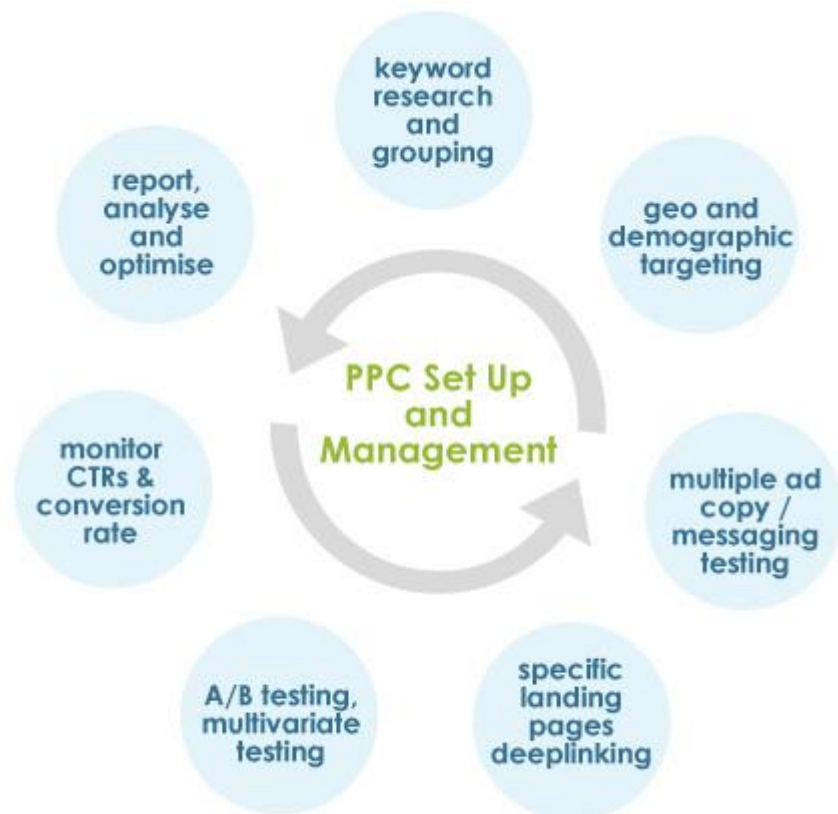 keyword
research
and
grouping
geo and
demographic
targeting
multiple ad
copy /
messaging
testing
specific
landing
pages
deeplinking
A/B testing,
multivariate
testing
monitor
CTRs &
conversion
rate
report,
analyse
and
optimise
PPC Set Up
and
Management